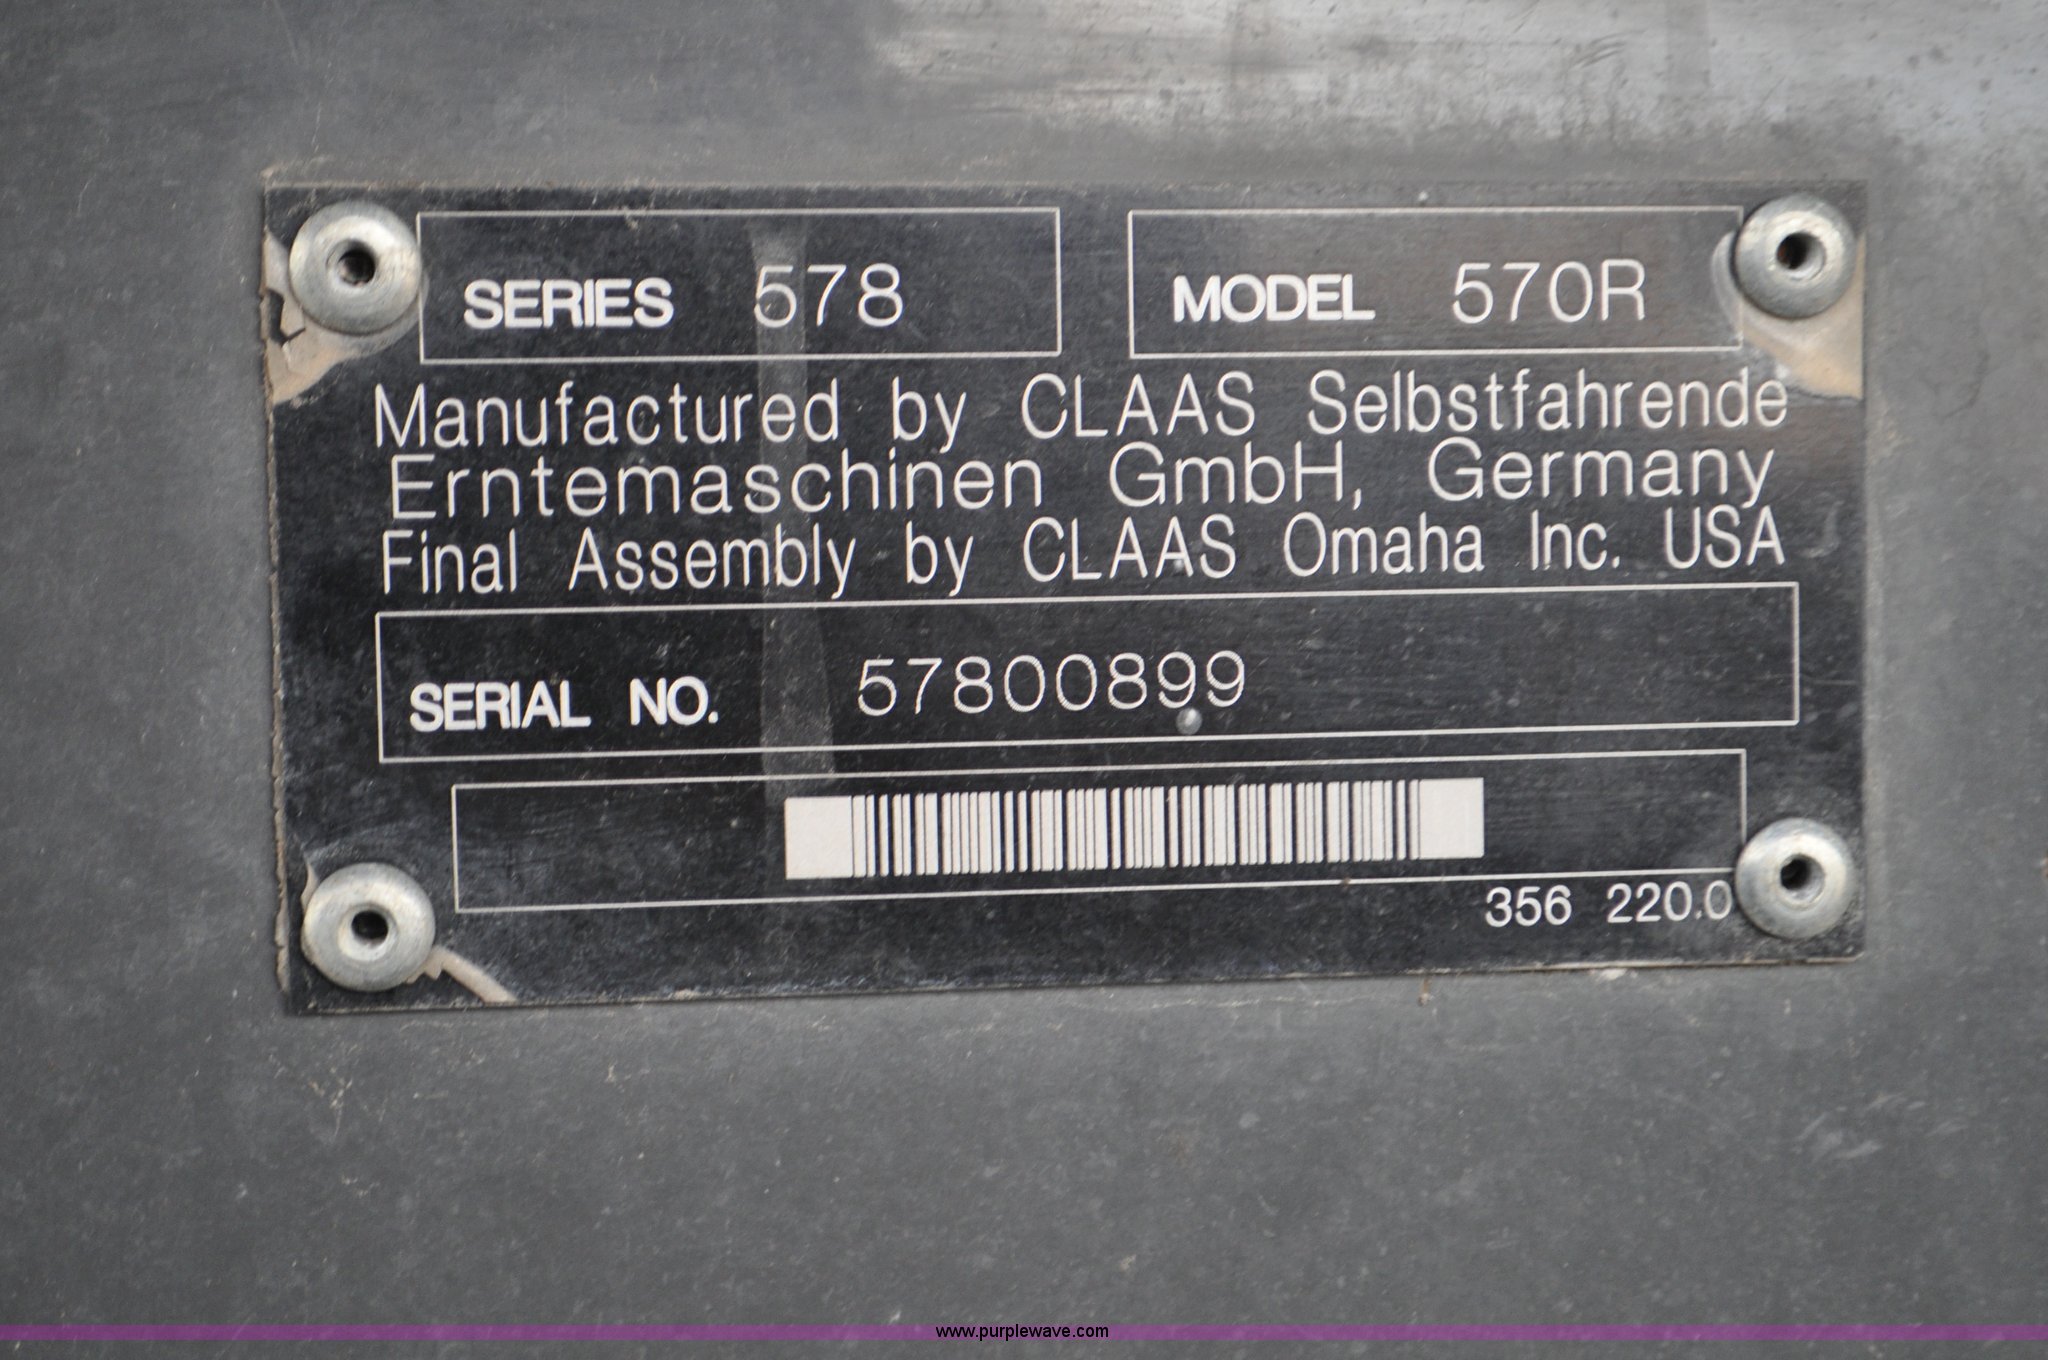 SERIES 578 MODEL 570R
Manufactured by CLAAS Selbstfahrende
Erntemaschinen GmbH, Germany
Final Assembly by CLAAS Omaha Inc. USA
SERIAL NO. 57800899
356 220.0
www.purplewave.com